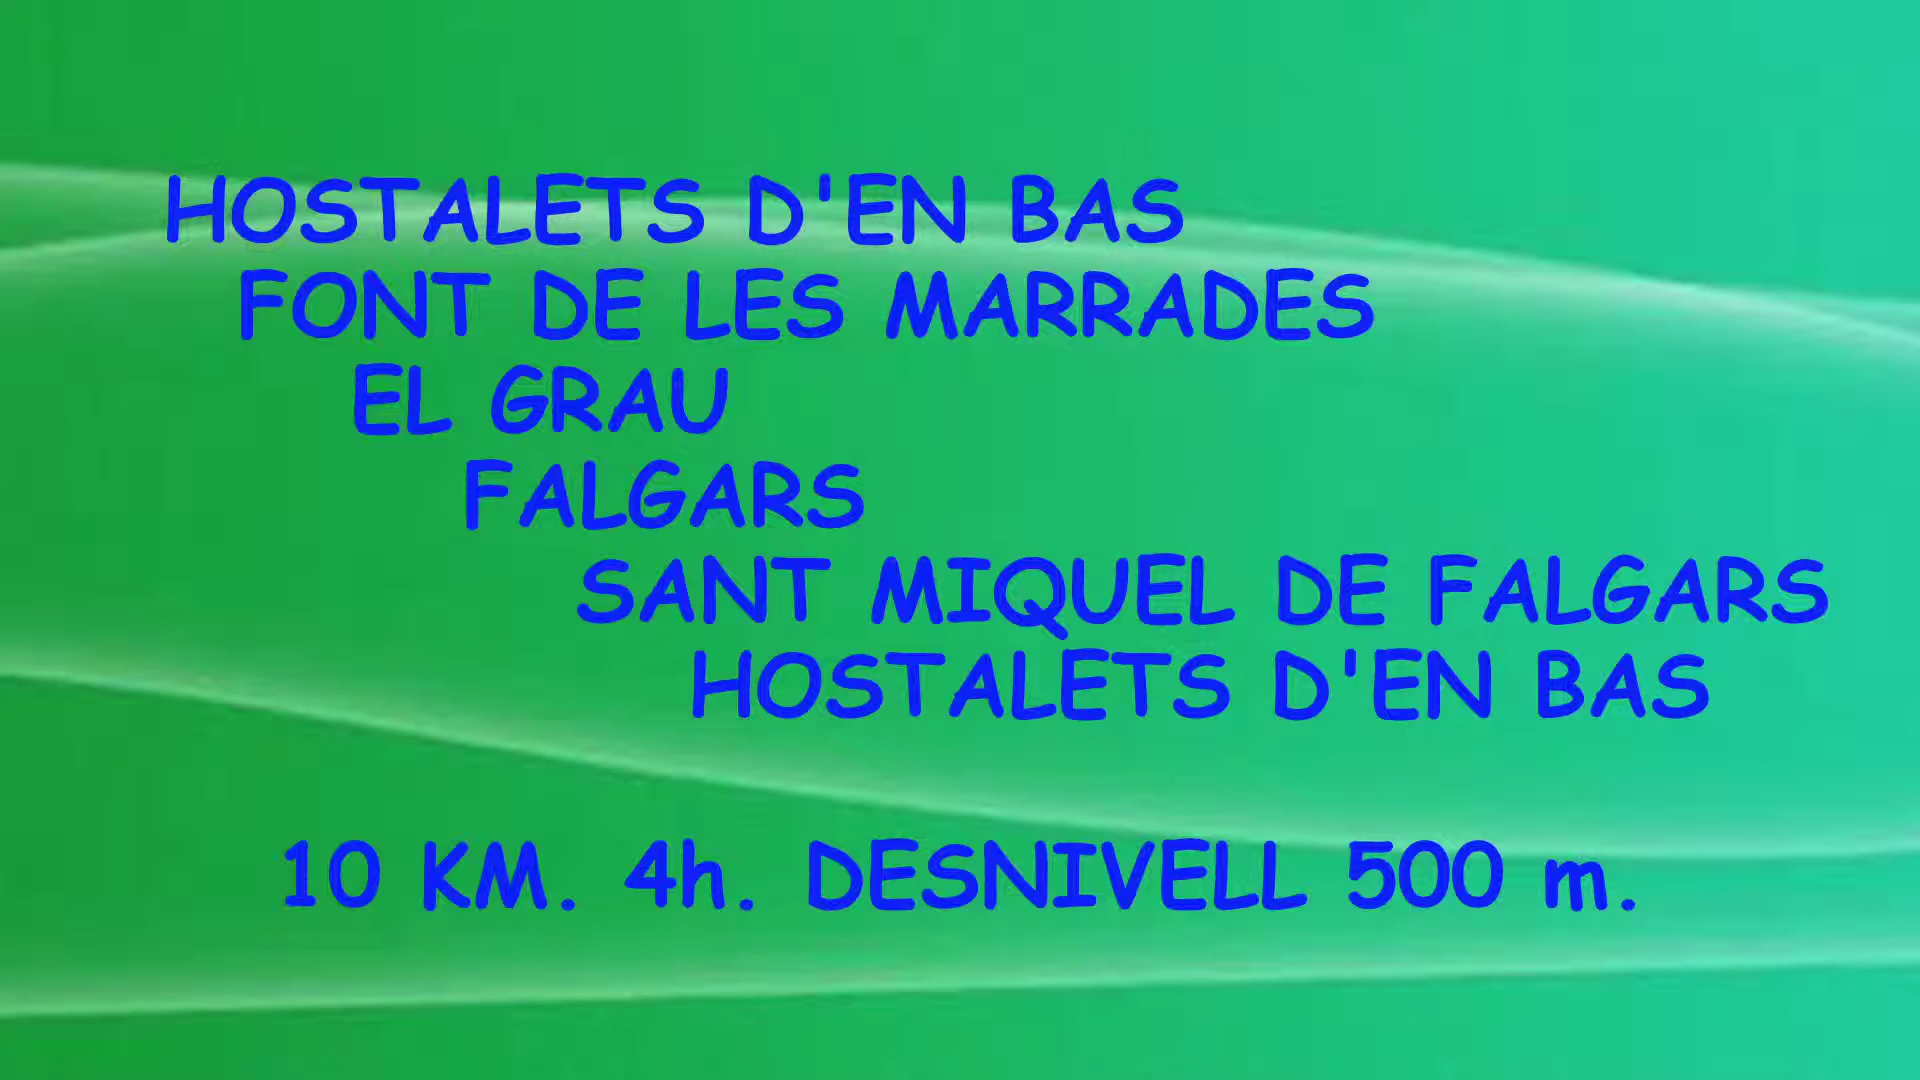 HOSTALETS D'EN BAS
FONT DE LES MARRADES
EL GRAU
FALGARS
SANT MIQUEL DE FALGARS
HOSTALETS D'EN BAS
10 KM. 4h. DESNIVELL 500 m.